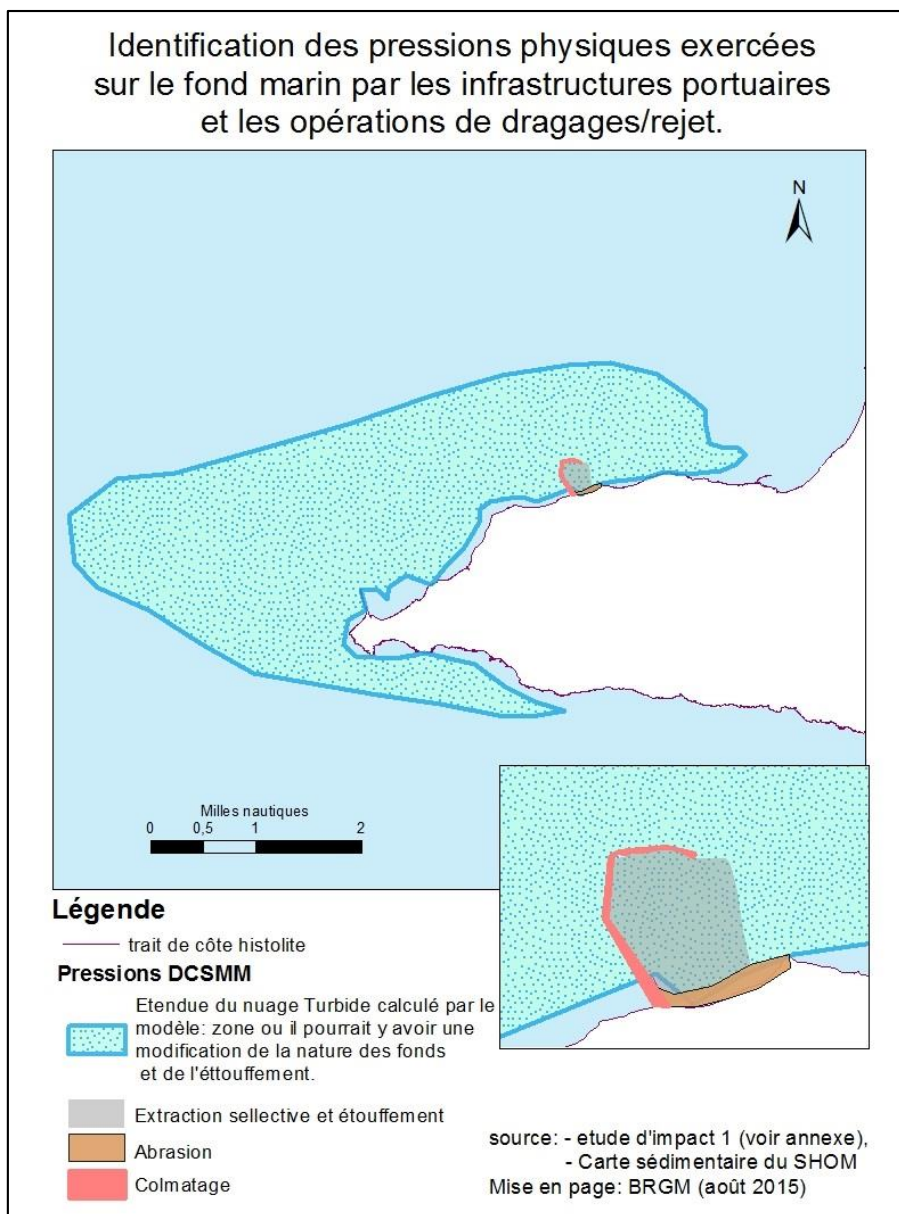 Identification des pressions physiques exercées
sur le fond marin par les infrastructures portuaires
et les opérations de dragages/rejet.
N
Milles nautiques
0 0,5 1 2
Légende
trait de côte histolite
Pressions DCSMM
Etendue du nuage Turbide calculé par le
modèle: zone ou il pourrait y avoir une
modification de la nature des fonds
et de l'éttouffement.
Extraction sellective et étouffement
Abrasion
Colmatage
source: - etude d'impact 1 (voir annexe),
- Carte sédimentaire du SHOM
Mise en page: BRGM (août 2015)